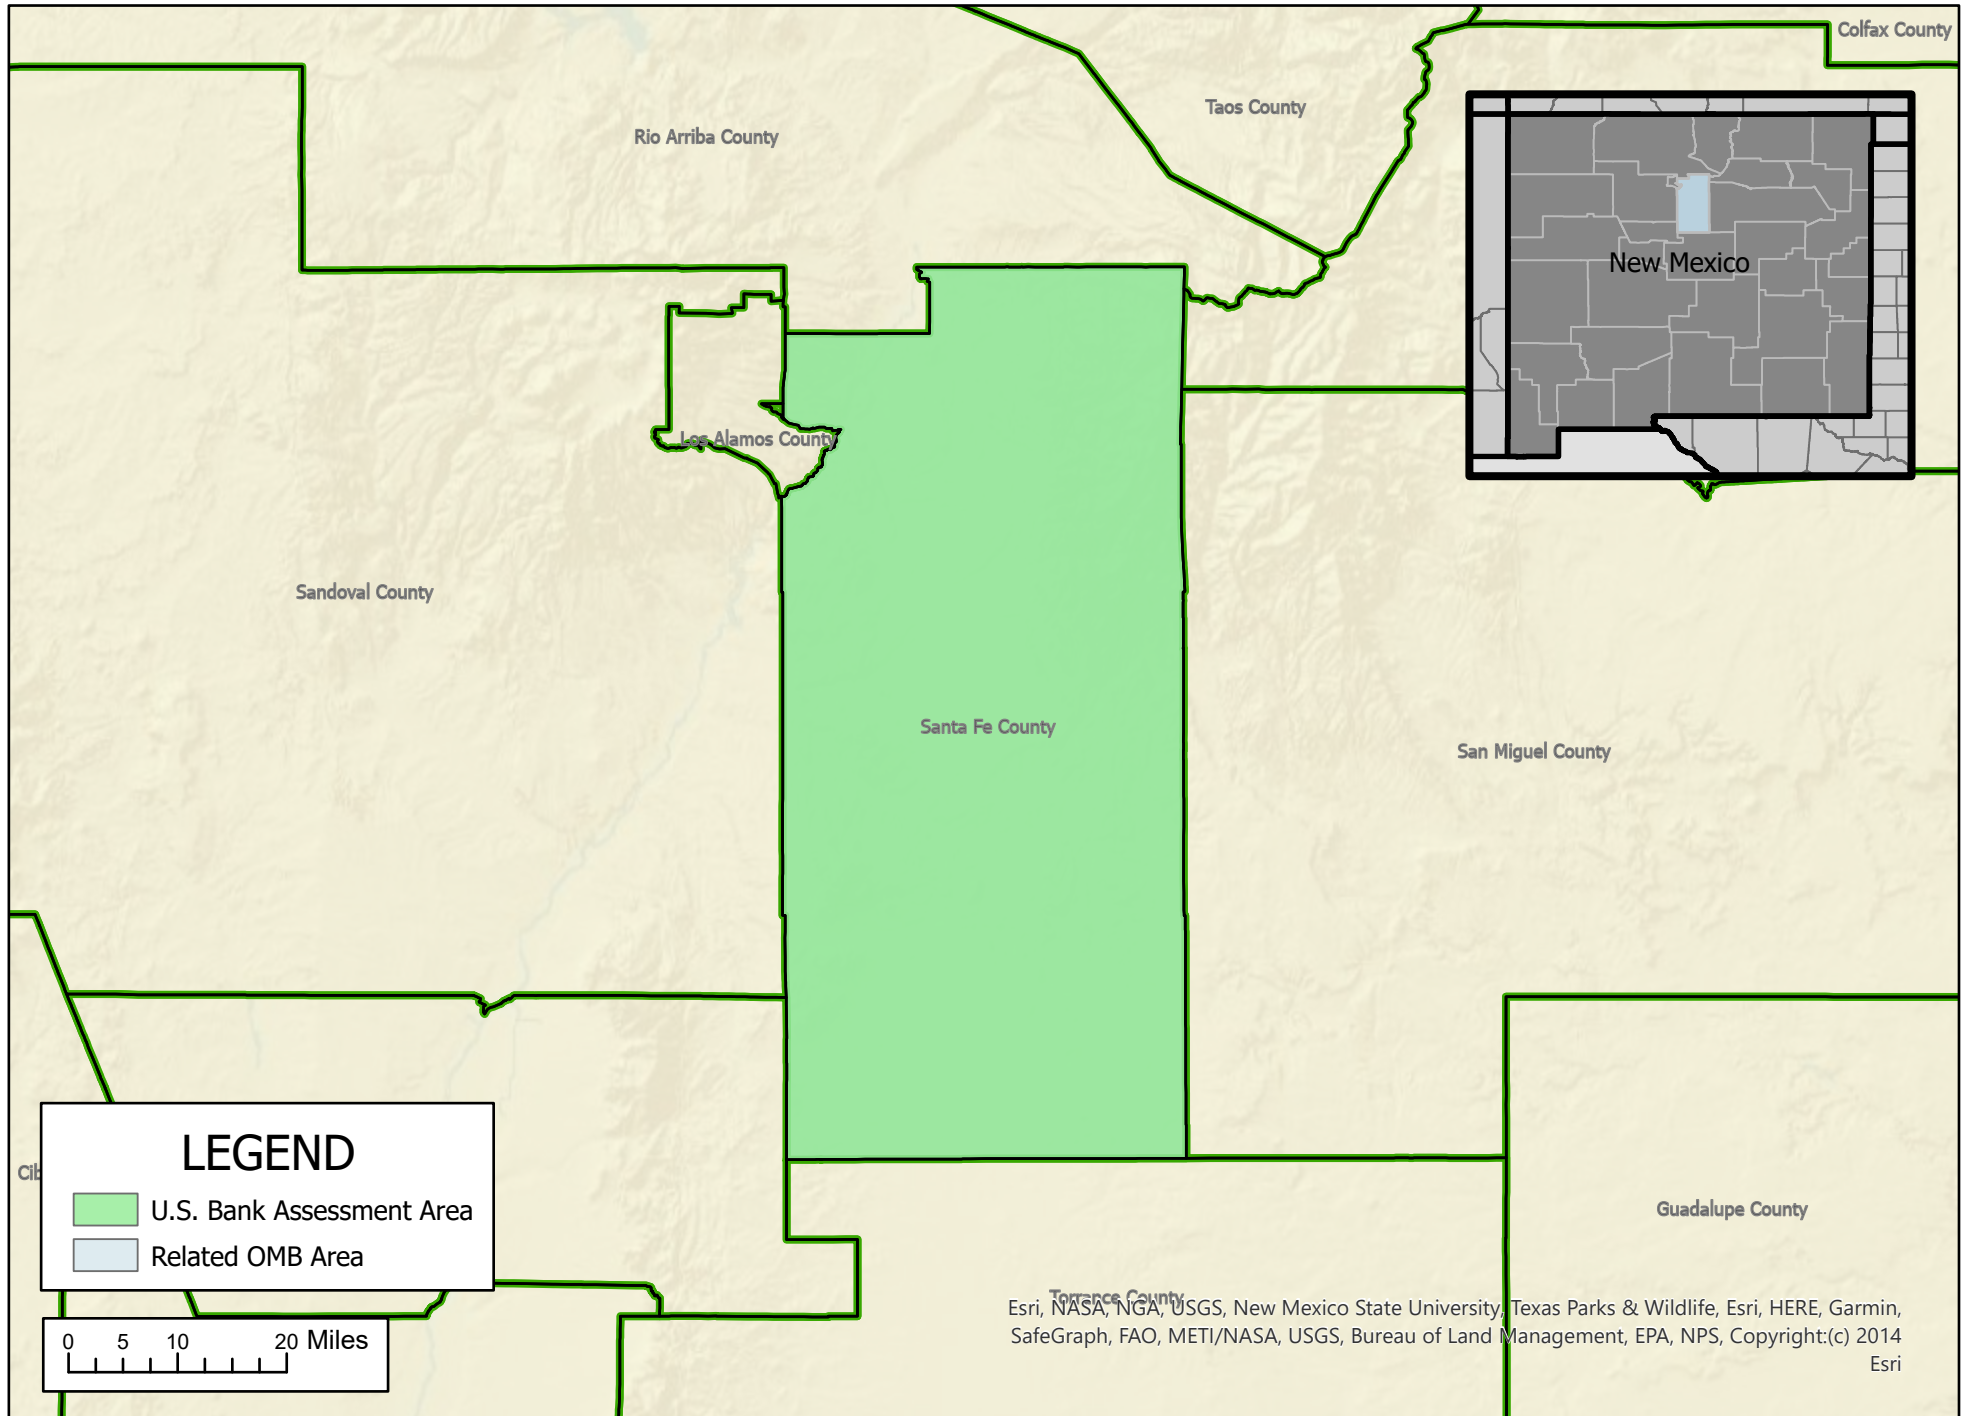 Colfax County
Taos County
Rio Arriba County
New Mexico
Los Alamos County
Sandoval County
Santa Fe County
San Miguel County
LEGEND
Cib
U.S. Bank Assessment Area
Guadalupe County
Related OMB Area
Torrance County
Esri, NASA, NGA, USGS, New Mexico State University, Texas Parks & Wildlife, Esri, HERE, Garmin,
SafeGraph, FAO, METI/NASA, USGS, Bureau of Land Management, EPA, NPS, Copyright:(c) 2014
Esri
0 5 10 20 Miles